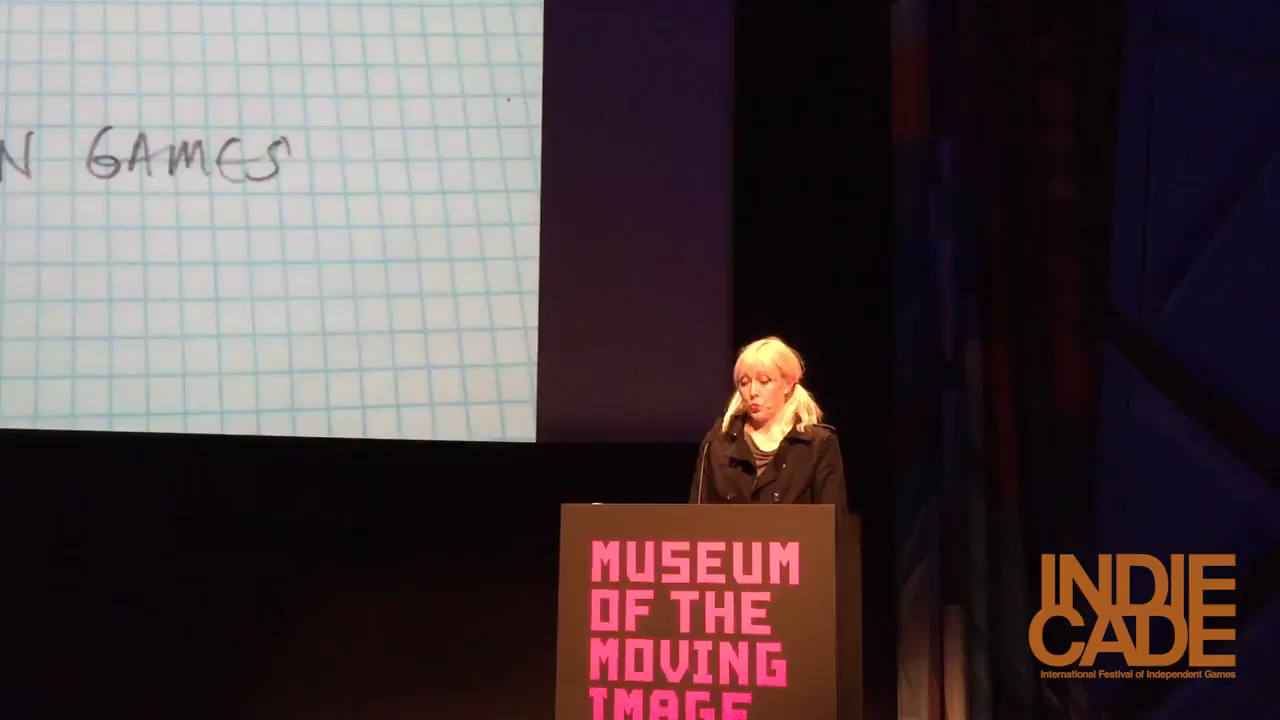 N GAMES
MUSEUM
OF THE
MOVING
IMAGE
INDIE
CADE
International Festival of Independent Games